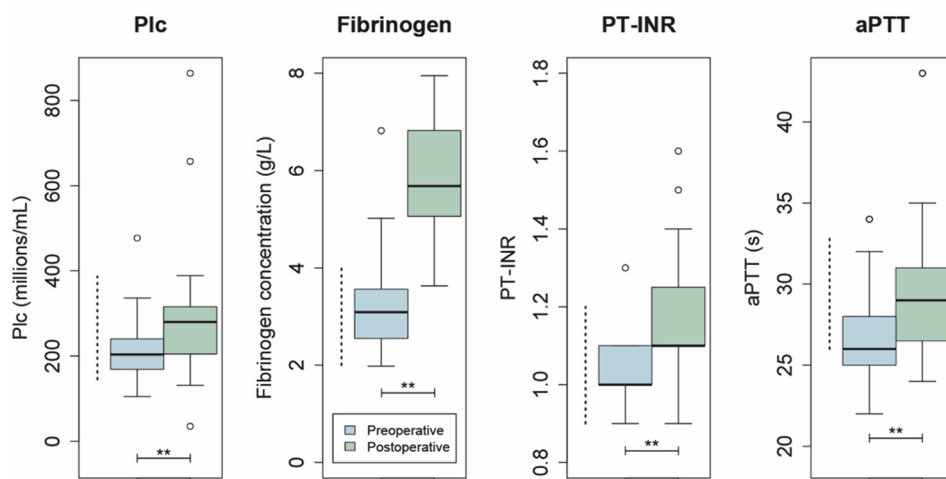 Plc
Fibrinogen
PT-INR
aPTT
Plc (millions/mL)
800
600
400
200
0
**
Fibrinogen concentration (g/L)
8
6
4
2
0
**
Preoperative
Postoperative
PT-INR
1.8
1.6
1.4
1.2
1.0
0.8
**
aPTT (s)
40
35
30
25
20
**